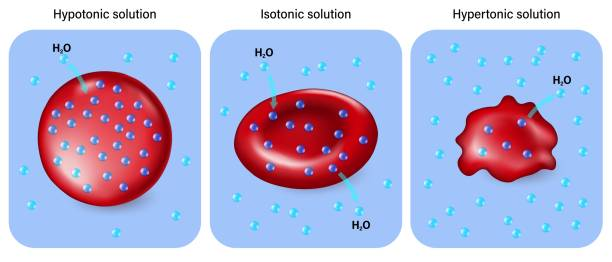 Hypotonic solution
Isotonic solution
Hypertonic solution
H₂O
H₂O
H₂O
H₂O